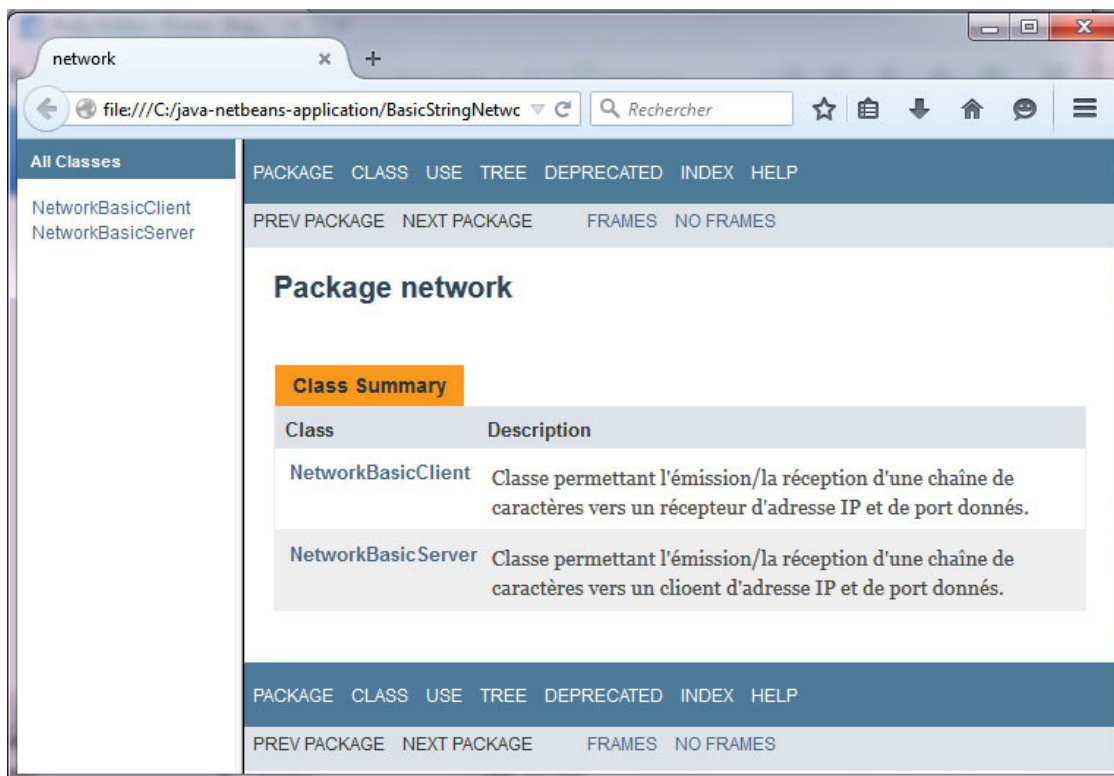 network
file:///C:/java-netbeans-application/BasicStringNetwc
Rechercher
All Classes
NetworkBasicClient
NetworkBasicServer
PACKAGE CLASS USE TREE DEPRECATED INDEX HELP
PREV PACKAGE NEXT PACKAGE FRAMES NO FRAMES
Package network
Class Summary
Class Description
NetworkBasicClient Classe permettant l'émission/la réception d'une chaîne de
caractères vers un récepteur d'adresse IP et de port donnés.
NetworkBasicServer Classe permettant l'émission/la réception d'une chaîne de
caractères vers un clioent d'adresse IP et de port donnés.
PACKAGE CLASS USE TREE DEPRECATED INDEX HELP
PREV PACKAGE NEXT PACKAGE FRAMES NO FRAMES